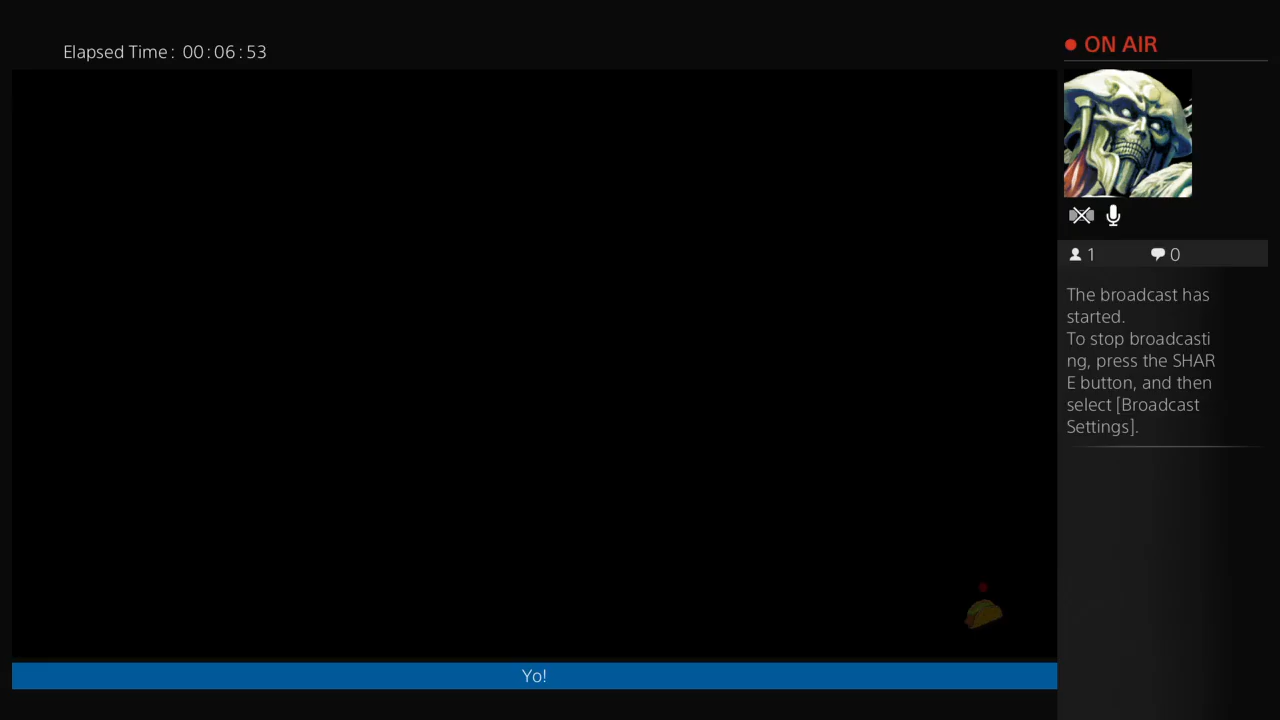 Elapsed Time: 00:06:53
ON AIR
1 0
The broadcast has
started.
To stop broadcasti
ng, press the SHAR
E button, and then
select [Broadcast
Settings].
Yo!